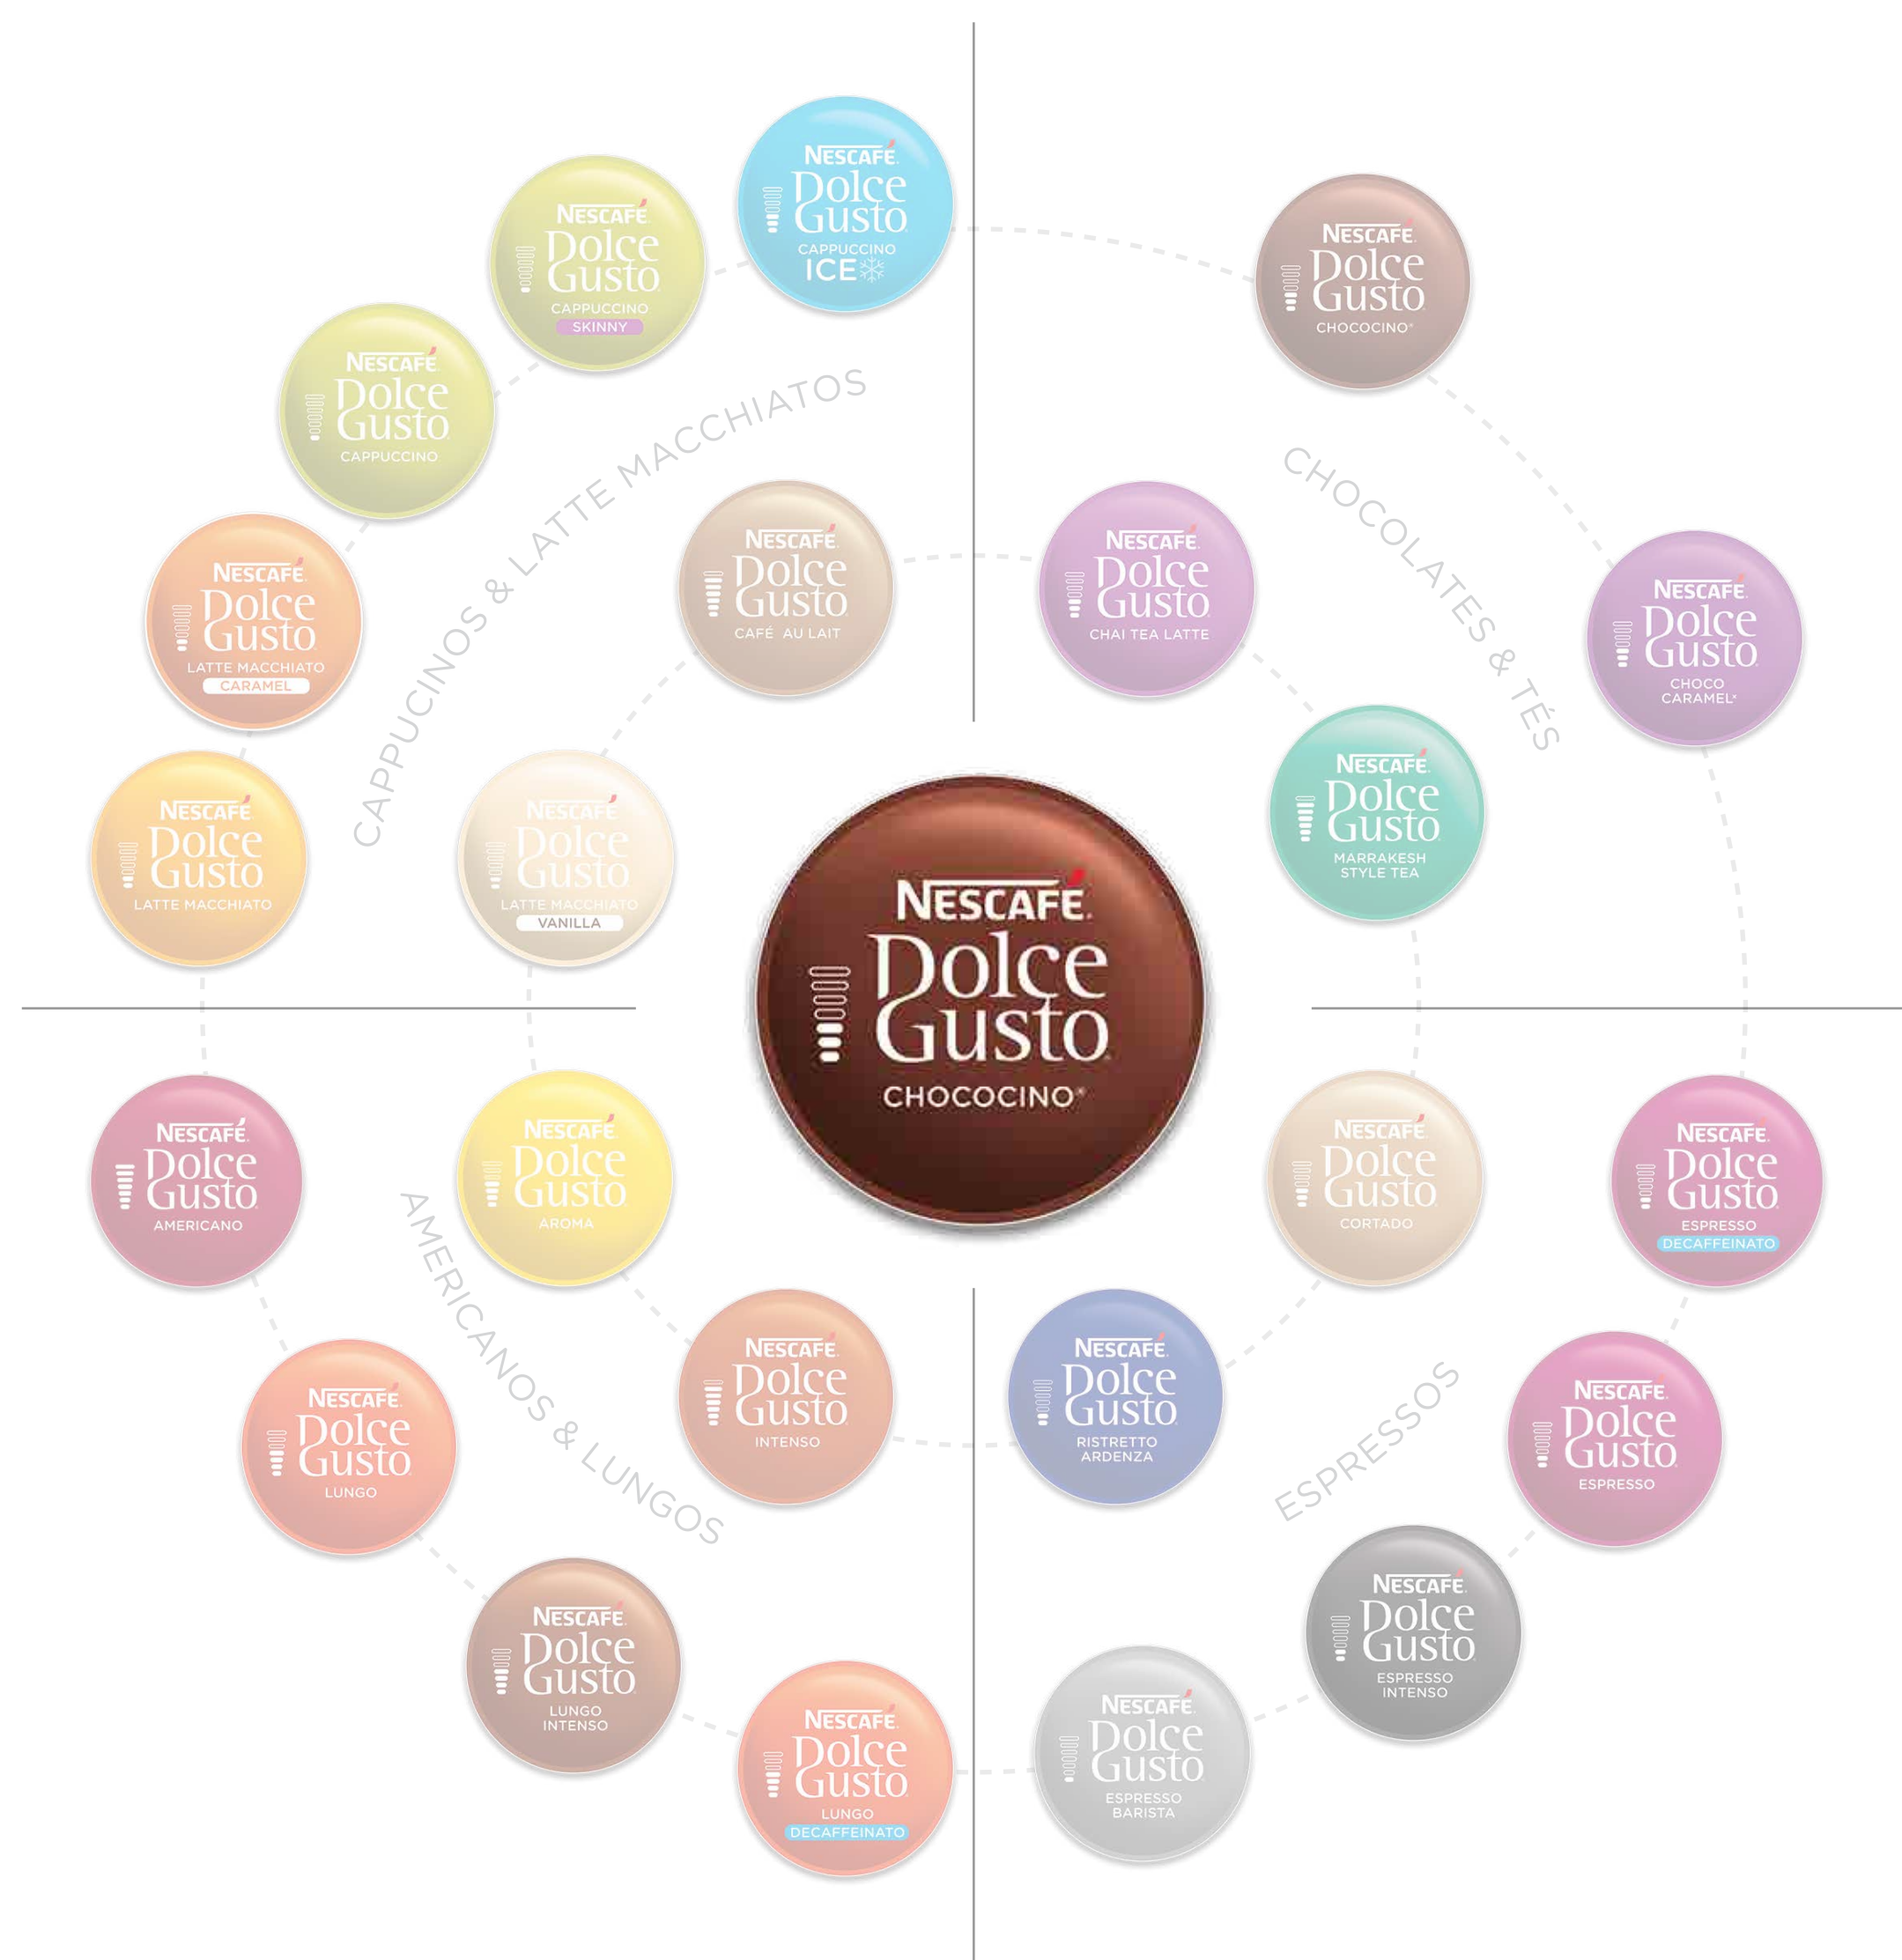 NESCAFÉ.
Dolce
Gusto
CAPPUCCINO
ICE
NESCAFÉ.
Dolce
Gusto
CAPPUCCINO
SKINNY
NESCAFÉ.
Dolce
Gusto
CAPPUCCINO
NESCAFÉ.
Dolce
Gusto
LATTE MACCHIATO
CARAMEL
NESCAFÉ.
Dolce
Gusto
LATTE MACCHIATO
CAPPUCINOS & LATTE MACCHIATOS
NESCAFÉ.
Dolce
Gusto
CAFÉ AU LAIT
NESCAFÉ.
Dolce
Gusto
LATTE MACCHIATO
VANILLA
NESCAFÉ.
Dolce
Gusto
CHOCOCINO®
NESCAFÉ.
Dolce
Gusto
CHOCO
CARAMEL®
CHOCOLATES & TÉS
NESCAFÉ.
Dolce
Gusto
CHAI TEA LATTE
NESCAFÉ.
Dolce
Gusto
MARRAKESH
STYLE TEA
NESCAFÉ.
Dolce
Gusto
CHOCOCINO®
NESCAFÉ.
Dolce
Gusto
AMERICANO
NESCAFÉ.
Dolce
Gusto
AROMA
AMERICANOS & LUNGOS
NESCAFÉ.
Dolce
Gusto
INTENSO
NESCAFÉ.
Dolce
Gusto
LUNGO
NESCAFÉ.
Dolce
Gusto
LUNGO
INTENSO
NESCAFÉ.
Dolce
Gusto
LUNGO
DECAFFEINATO
NESCAFÉ.
Dolce
Gusto
CORTADO
NESCAFÉ.
Dolce
Gusto
ESPRESSO
DECAFFEINATO
NESCAFÉ.
Dolce
Gusto
RISTRETTO
ARDENZA
ESPRESSOS
NESCAFÉ.
Dolce
Gusto
ESPRESSO
NESCAFÉ.
Dolce
Gusto
ESPRESSO
INTENSO
NESCAFÉ.
Dolce
Gusto
ESPRESSO
BARISTA